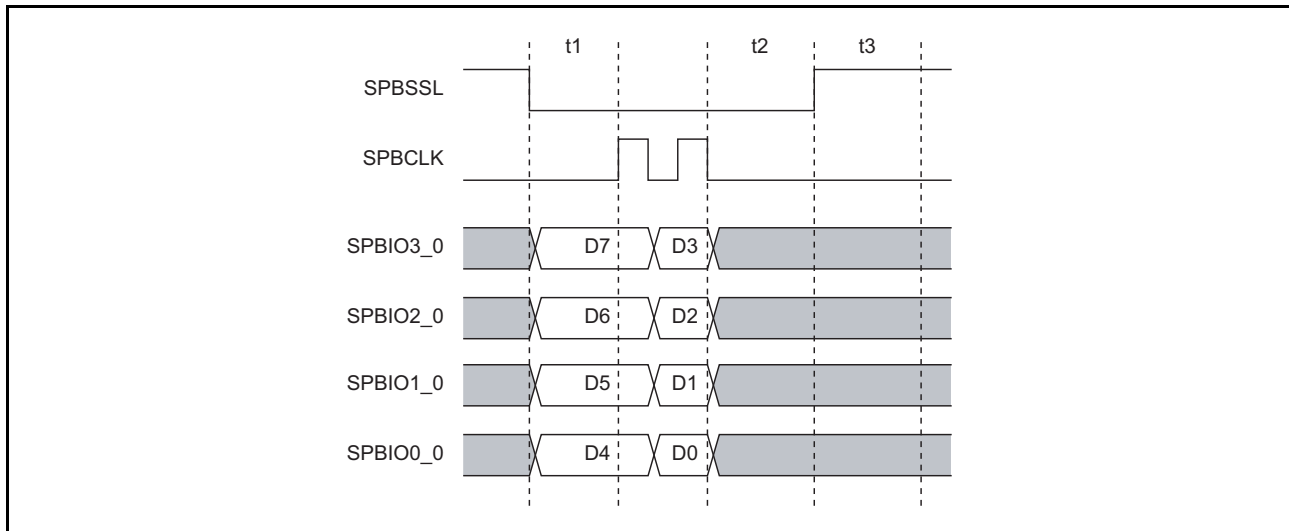 t1 t2 t3
SPBSSL
SPBCLK
SPBIO3_0 D7 D3
SPBIO2_0 D6 D2
SPBIO1_0 D5 D1
SPBIO0_0 D4 D0